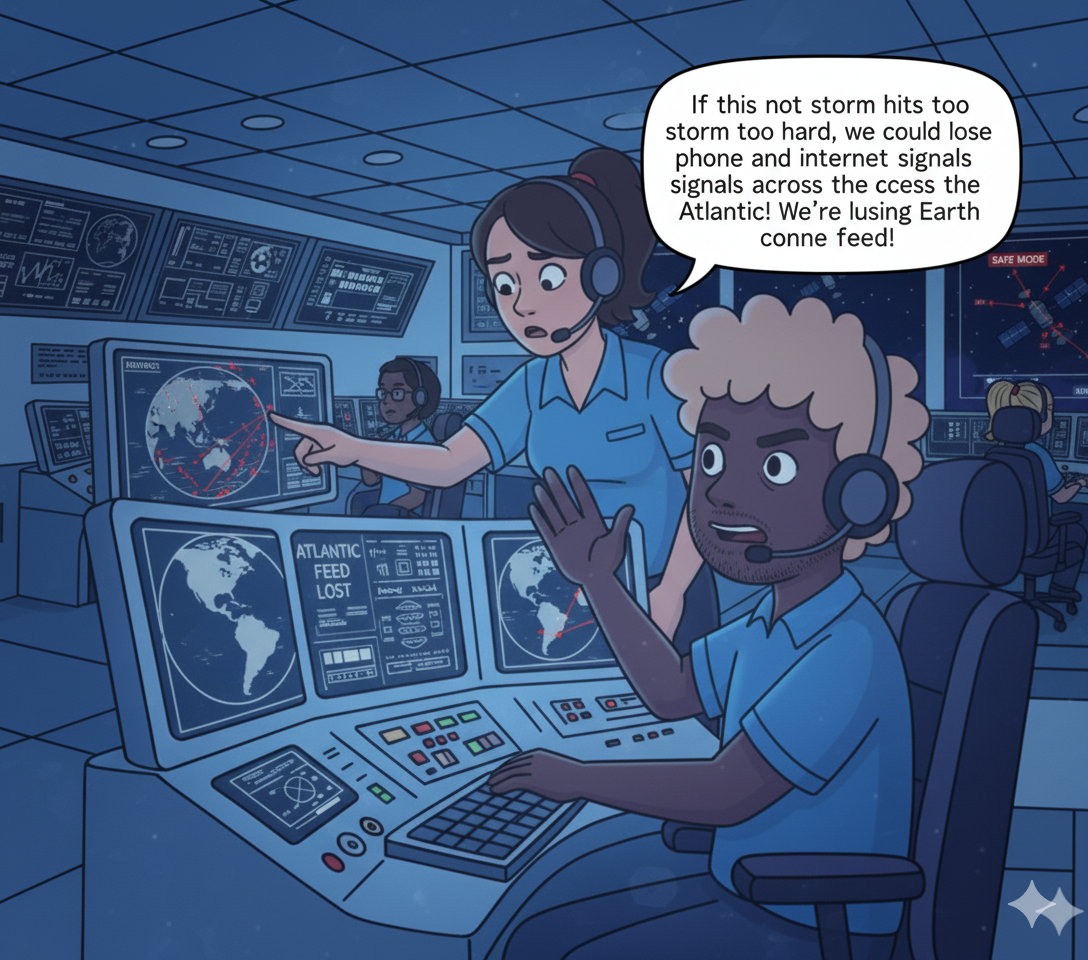 If this not storm hits too
storm too hard, we could lose
phone and internet signals
signals across the ccess the
Atlantic! We're lusing Earth
conne feed!
SAFE MODE
ATLANTIC
FEED
LOST